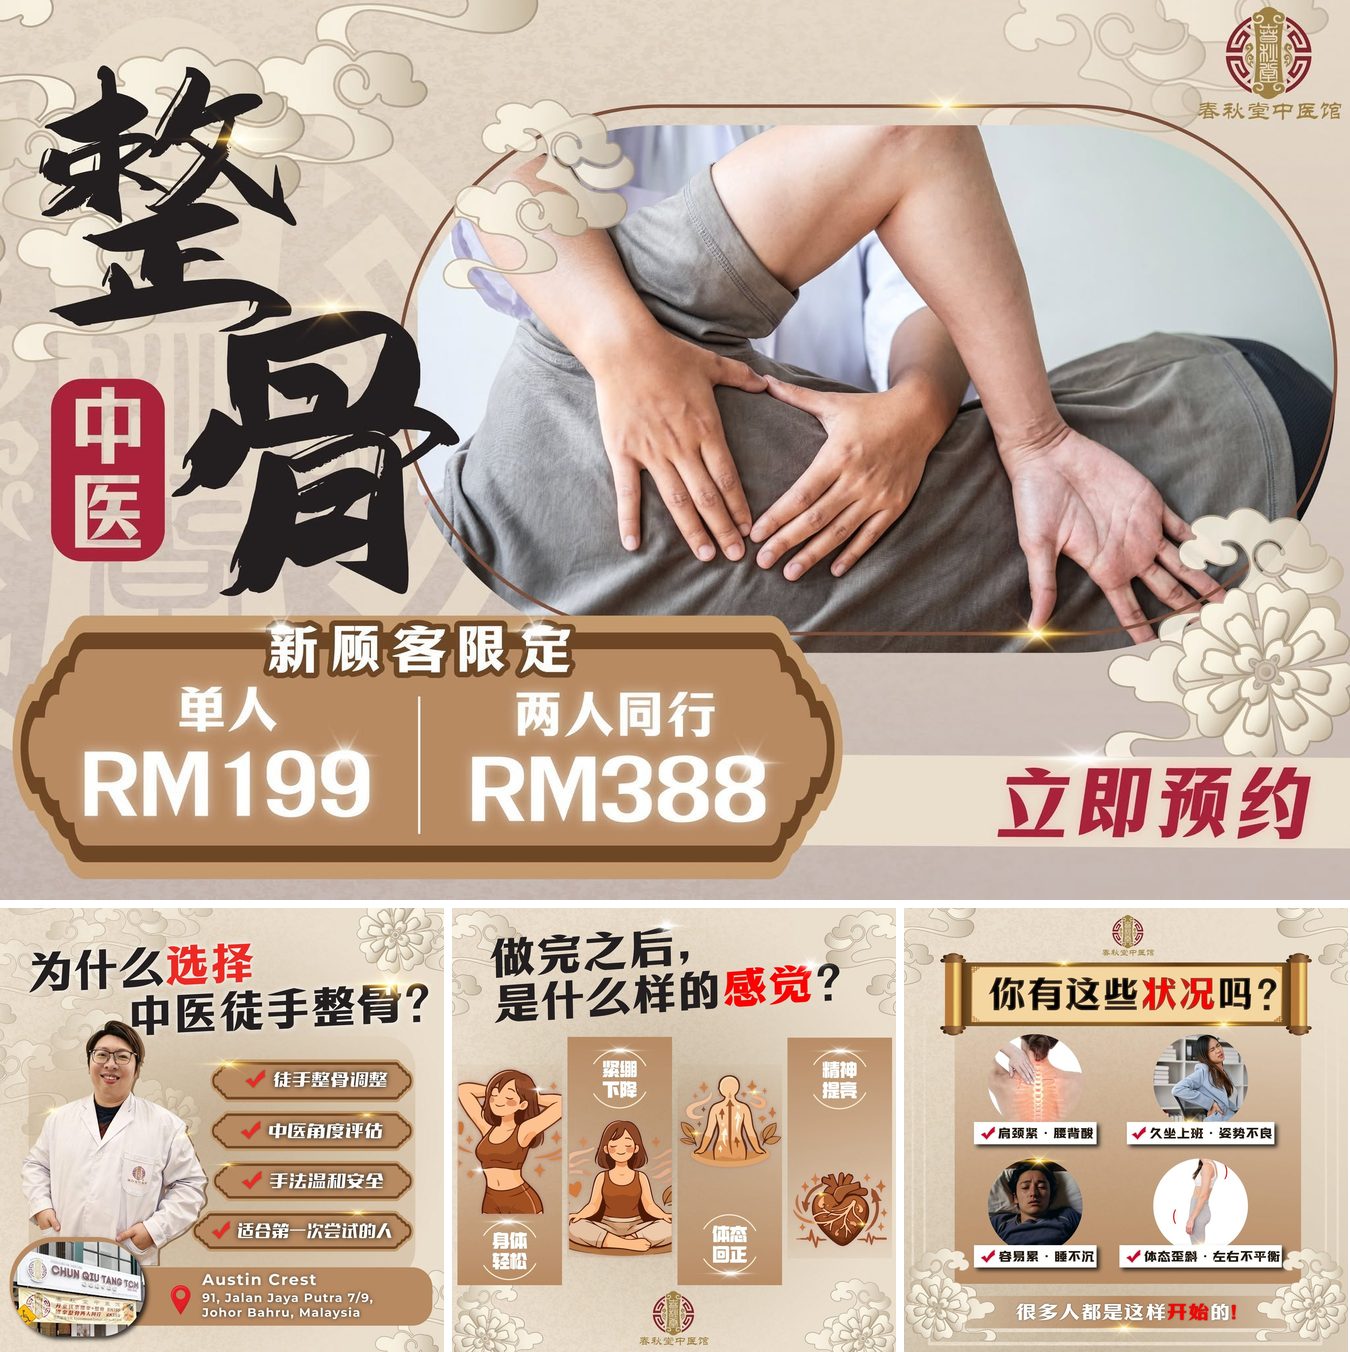 整骨
中医
春秋堂
春秋堂中医馆
新顾客限定
单人
RM199
两人同行
RM388
立即预约
为什么选择
中医徒手整骨?
徒手整骨调整
中医角度评估
手法温和安全
适合第一次尝试的人
CHUN QIU TANG TCM
Austin Crest
91, Jalan Jaya Putra 7/9,
Johor Bahru, Malaysia
做完之后,
是什么样的感觉?
身体
轻松
紧绷
下降
体态
回正
精神
提亮
春秋堂中医馆
春秋堂中医馆
你有这些状况吗?
肩颈紧·腰背酸
久坐上班·姿势不良
容易累·睡不沉
体态歪斜·左右不平衡
很多人都是这样开始的!